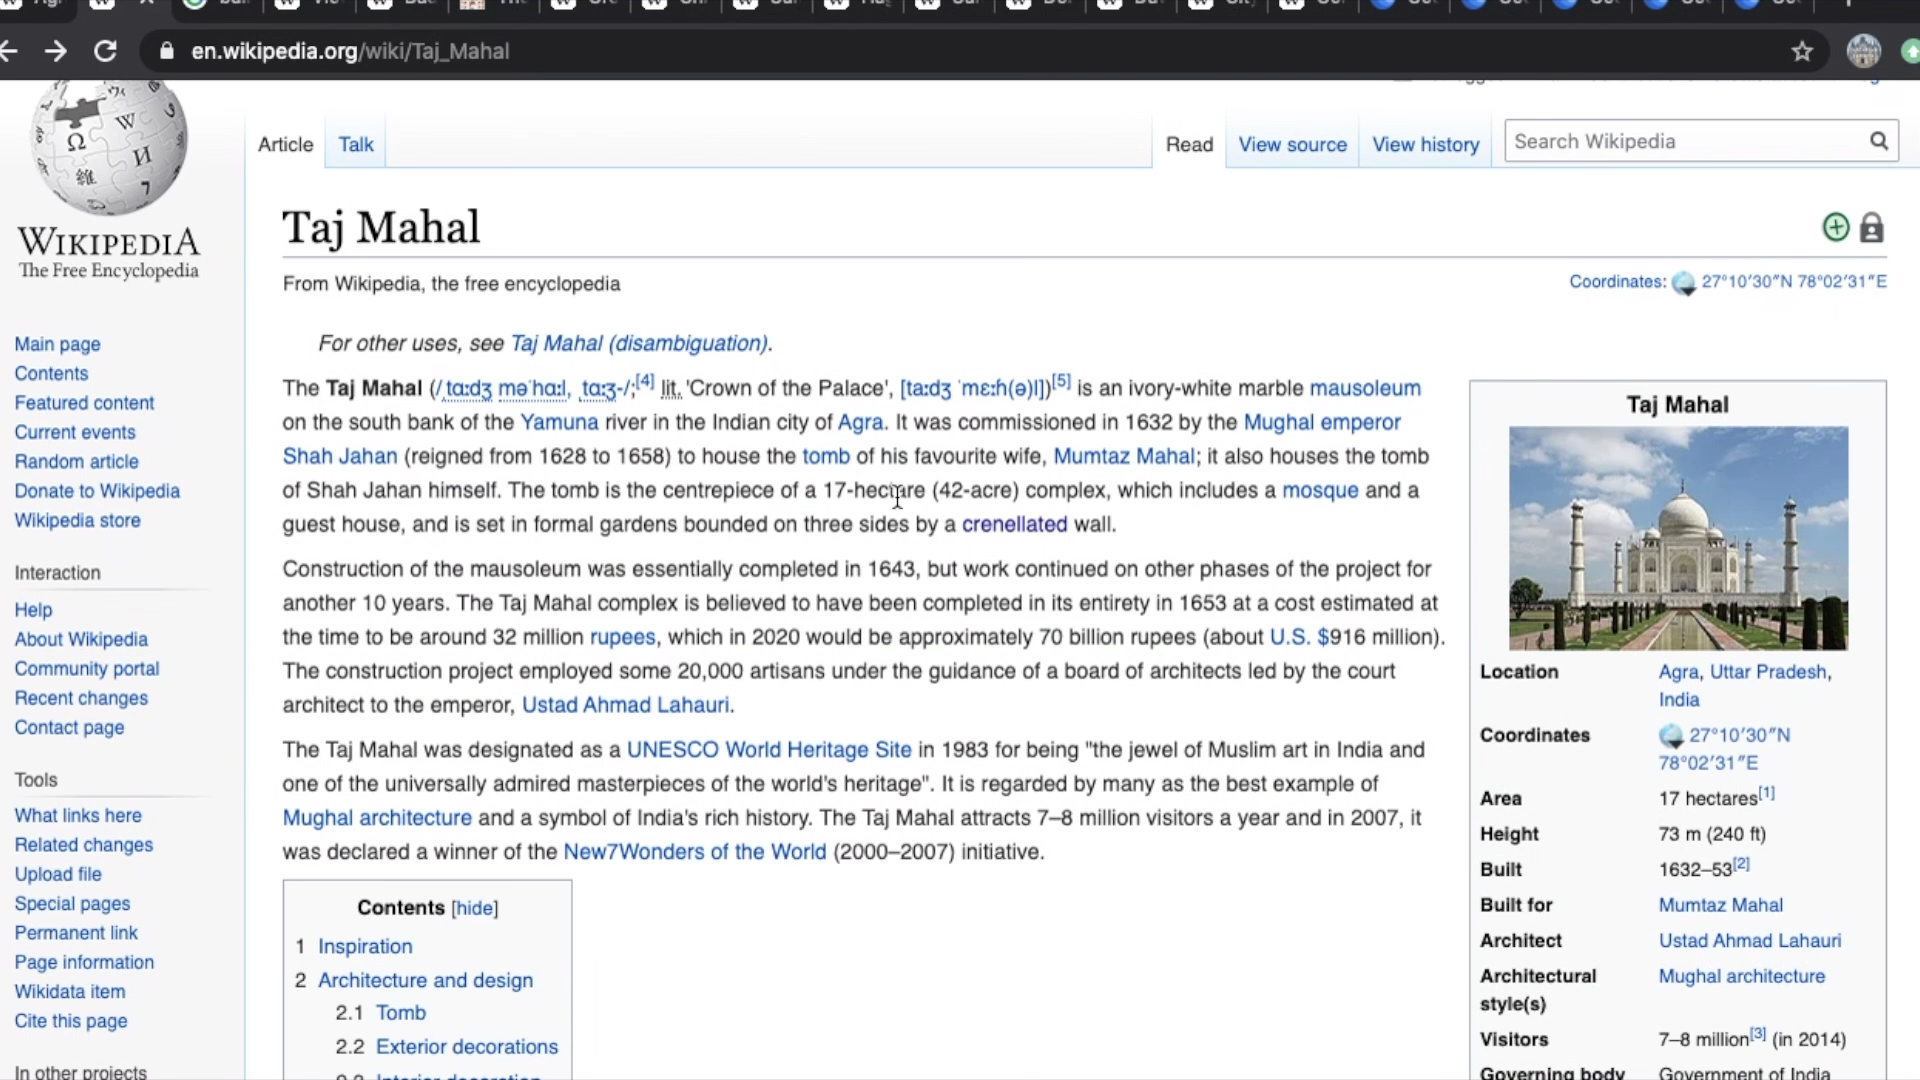 en.wikipedia.org/wiki/Taj_Mahal
WIKIPEDIA
The Free Encyclopedia
Main page
Contents
Featured content
Current events
Random article
Donate to Wikipedia
Wikipedia store
Interaction
Help
About Wikipedia
Community portal
Recent changes
Contact page
Tools
What links here
Related changes
Upload file
Special pages
Permanent link
Page information
Wikidata item
Cite this page
In other projects
Article
Talk
Read
View source
View history
Search Wikipedia
Taj Mahal
From Wikipedia, the free encyclopedia
Coordinates: 27°10′30″N 78°02′31″E
For other uses, see Taj Mahal (disambiguation).
The Taj Mahal (/ˌtɑːdʒ məˈhɑːl, ˌtɑːʒ-/;[4] lit. 'Crown of the Palace', [taːdʒ ˈmɛːɦ(ə)l])[5] is an ivory-white marble mausoleum
on the south bank of the Yamuna river in the Indian city of Agra. It was commissioned in 1632 by the Mughal emperor
Shah Jahan (reigned from 1628 to 1658) to house the tomb of his favourite wife, Mumtaz Mahal; it also houses the tomb
of Shah Jahan himself. The tomb is the centrepiece of a 17-hectare (42-acre) complex, which includes a mosque and a
guest house, and is set in formal gardens bounded on three sides by a crenellated wall.
Construction of the mausoleum was essentially completed in 1643, but work continued on other phases of the project for
another 10 years. The Taj Mahal complex is believed to have been completed in its entirety in 1653 at a cost estimated at
the time to be around 32 million rupees, which in 2020 would be approximately 70 billion rupees (about U.S. $916 million).
The construction project employed some 20,000 artisans under the guidance of a board of architects led by the court
architect to the emperor, Ustad Ahmad Lahauri.
The Taj Mahal was designated as a UNESCO World Heritage Site in 1983 for being "the jewel of Muslim art in India and
one of the universally admired masterpieces of the world's heritage". It is regarded by many as the best example of
Mughal architecture and a symbol of India's rich history. The Taj Mahal attracts 7–8 million visitors a year and in 2007, it
was declared a winner of the New7Wonders of the World (2000–2007) initiative.
Contents [hide]
1 Inspiration
2 Architecture and design
2.1 Tomb
2.2 Exterior decorations
Taj Mahal
Location Agra, Uttar Pradesh,
India
Coordinates 27°10′30″N
78°02′31″E
Area 17 hectares[1]
Height 73 m (240 ft)
Built 1632–53[2]
Built for Mumtaz Mahal
Architect Ustad Ahmad Lahauri
Architectural Mughal architecture
style(s)
Visitors 7–8 million[3] (in 2014)
Governing body Government of India